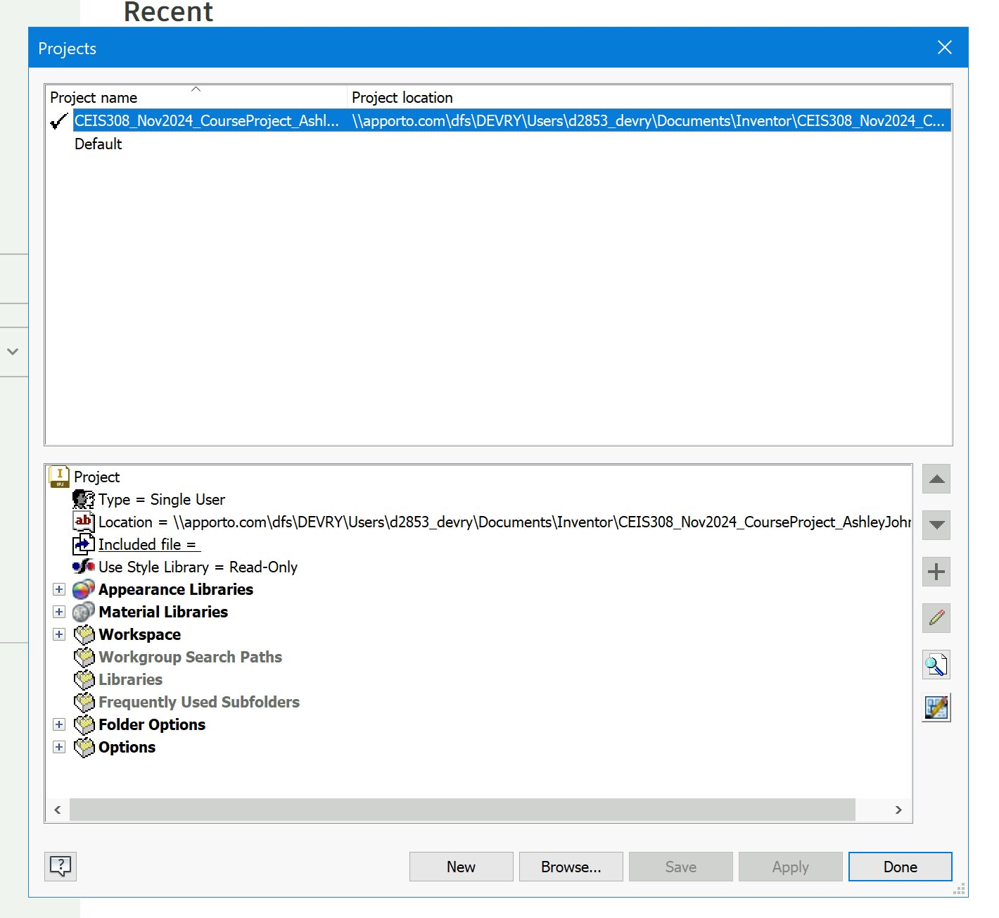 Recent
Projects
Project name Project location
CEIS308_Nov2024_CourseProject_Ashl... \\apporto.com\dfs\DEVRY\Users\d2853_devry\Documents\Inventor\CEIS308_Nov2024_C...
Default
I
IPJ
Project
Type = Single User
ab
Location = \\apporto.com\dfs\DEVRY\Users\d2853_devry\Documents\Inventor\CEIS308_Nov2024_CourseProject_AshleyJohn
Included file =
Use Style Library = Read-Only
Appearance Libraries
Material Libraries
Workspace
Workgroup Search Paths
Libraries
Frequently Used Subfolders
Folder Options
Options
? New Browse... Save Apply Done